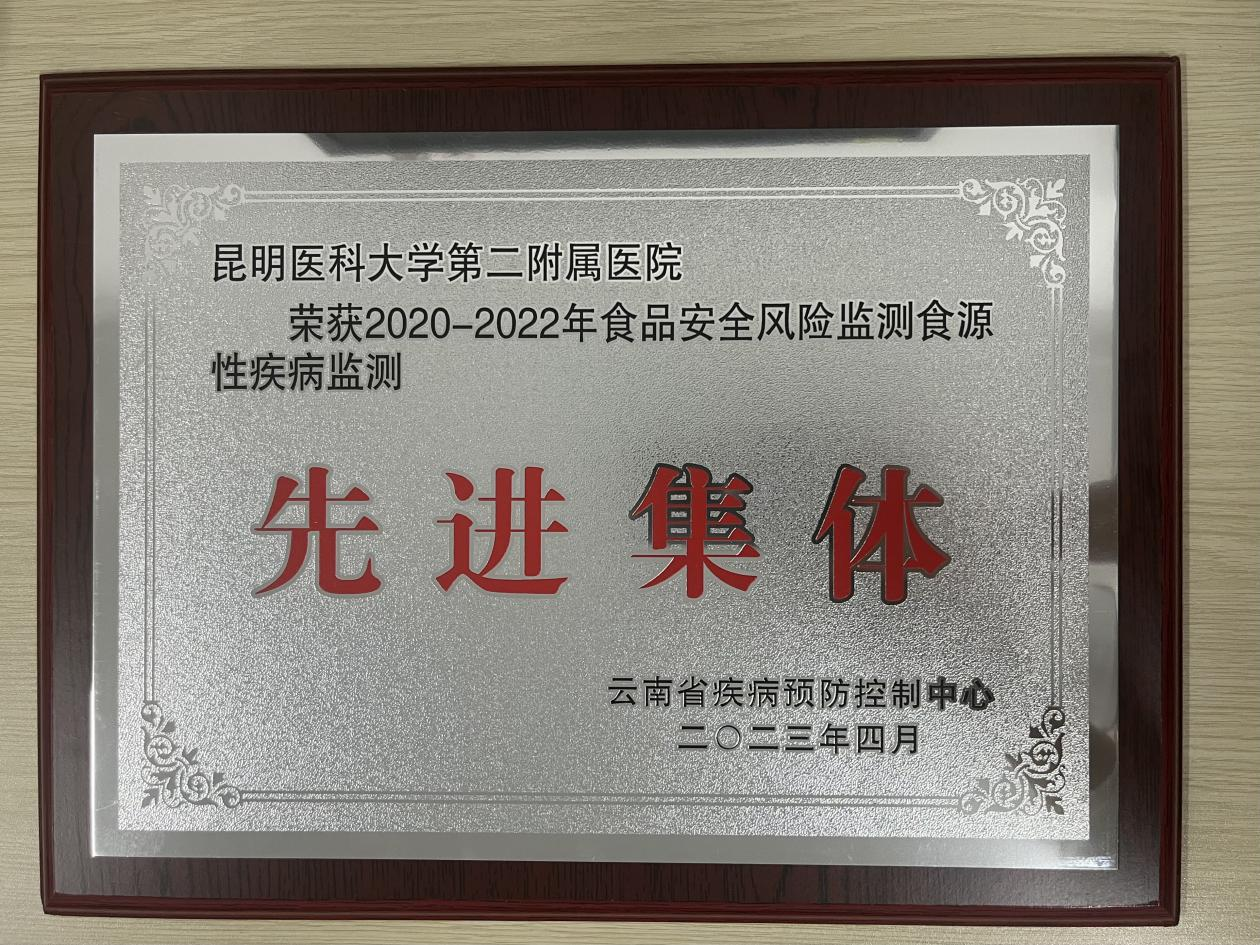 昆明医科大学第二附属医院
荣获2020-2022年食品安全风险监测食源
性疾病监测
先进集体
云南省疾病预防控制中心
二〇二三年四月